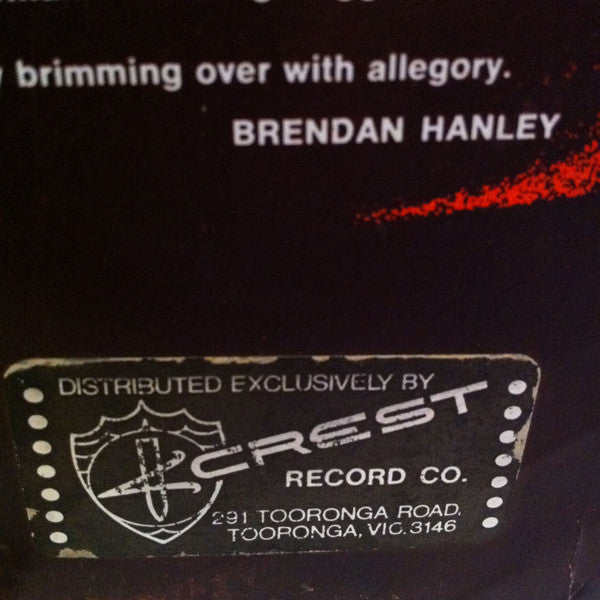 brimming over with allegory.
BRENDAN HANLEY
DISTRIBUTED EXCLUSIVELY BY
CREST
RECORD CO.
291 TOORONGA ROAD,
TOORONGA, VIC. 3146